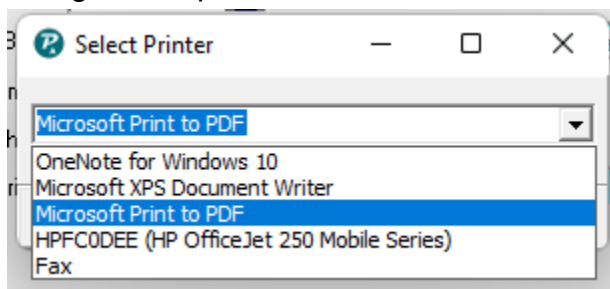 Select Printer
Microsoft Print to PDF
OneNote for Windows 10
Microsoft XPS Document Writer
Microsoft Print to PDF
HPFC0DEE (HP OfficeJet 250 Mobile Series)
Fax